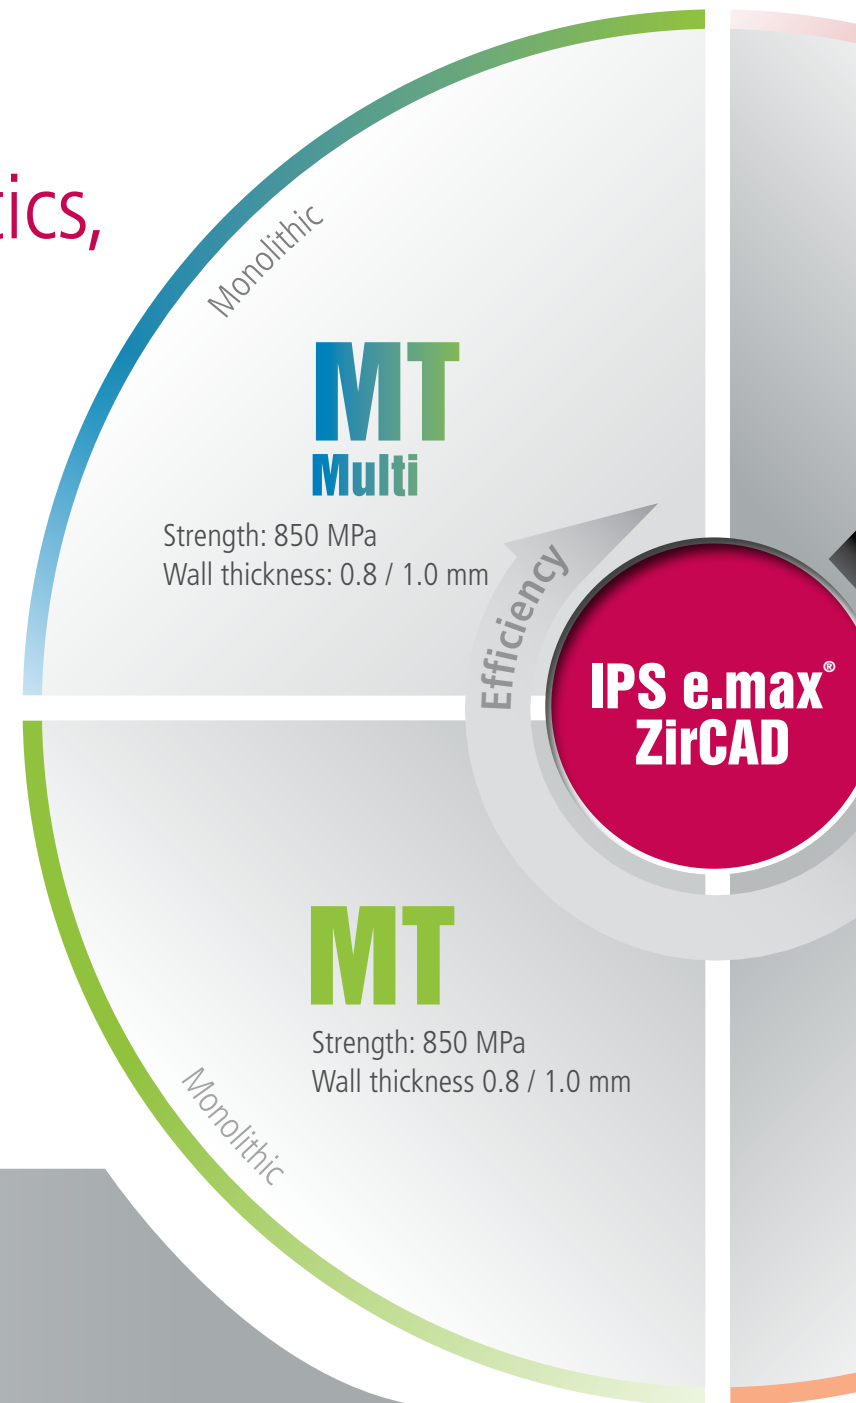 tics,
Monolithic
MT
Multi
Strength: 850 MPa
Wall thickness: 0.8 / 1.0 mm
Efficiency
IPS e.max®
ZirCAD
MT
Strength: 850 MPa
Wall thickness 0.8 / 1.0 mm
Monolithic